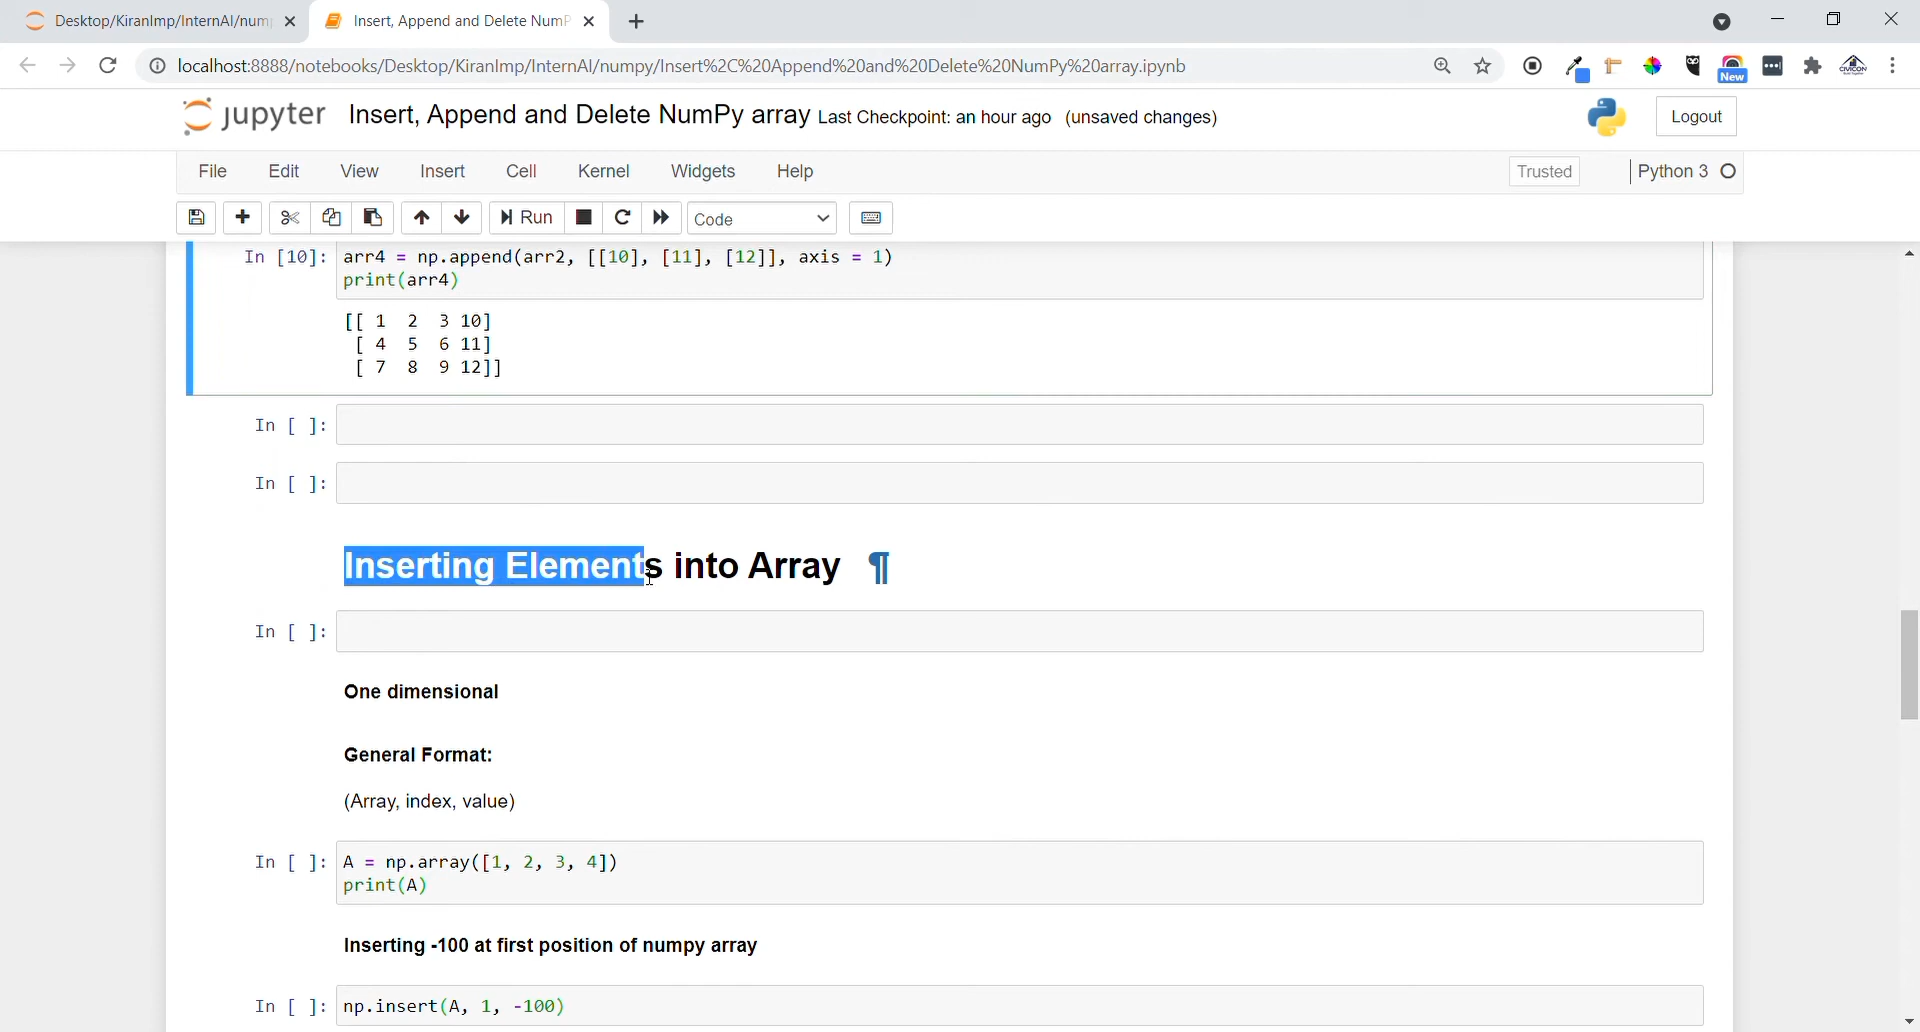 Desktop/KiranImp/InternAI/num
Insert, Append and Delete NumP
localhost:8888/notebooks/Desktop/KiranImp/InternAI/numpy/Insert%2C%20Append%20and%20Delete%20NumPy%20array.ipynb
New
CIVICON
jupyter Insert, Append and Delete NumPy array Last Checkpoint: an hour ago (unsaved changes)
Logout
File Edit View Insert Cell Kernel Widgets Help
Trusted Python 3
Run Code
In [10]: arr4 = np.append(arr2, [[10], [11], [12]], axis = 1)
print(arr4)
[[ 1 2 3 10]
[ 4 5 6 11]
[ 7 8 9 12]]
In [ ]:
In [ ]:
Inserting Elements into Array ¶
In [ ]:
One dimensional
General Format:
(Array, index, value)
In [ ]: A = np.array([1, 2, 3, 4])
print(A)
Inserting -100 at first position of numpy array
In [ ]: np.insert(A, 1, -100)